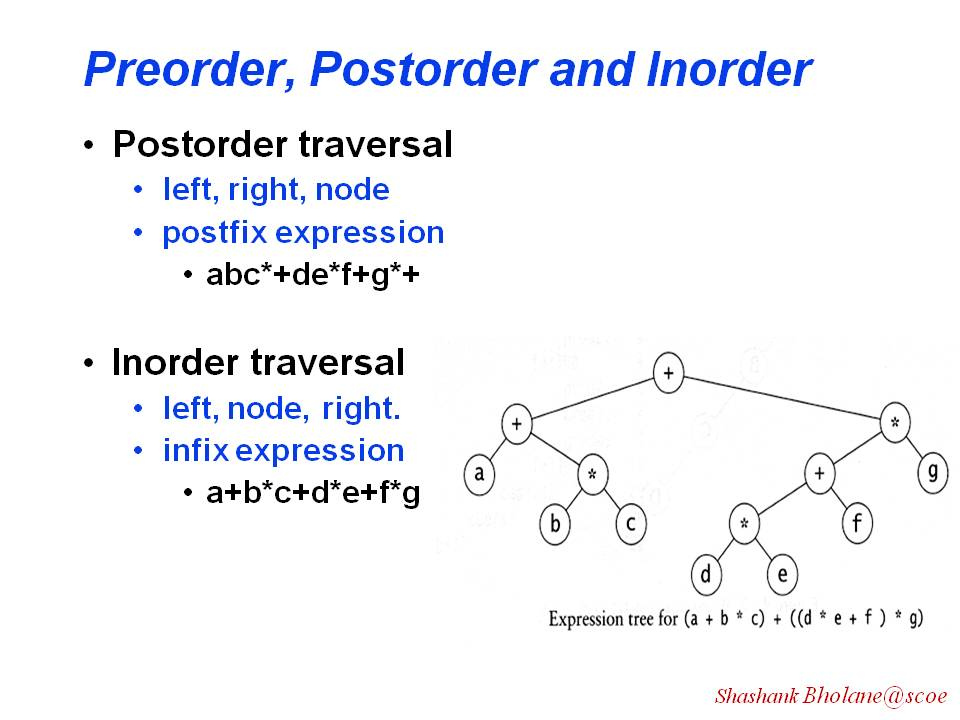 Preorder, Postorder and Inorder
• Postorder traversal
• left, right, node
• postfix expression
• abc*+de*f+g*+
• Inorder traversal
• left, node, right.
• infix expression
• a+b*c+d*e+f*g
+
+ *
a * + g
b c * f
d e
Expression tree for (a + b * c) + ((d * e + f ) * g)
Shashank Bholane@scoe